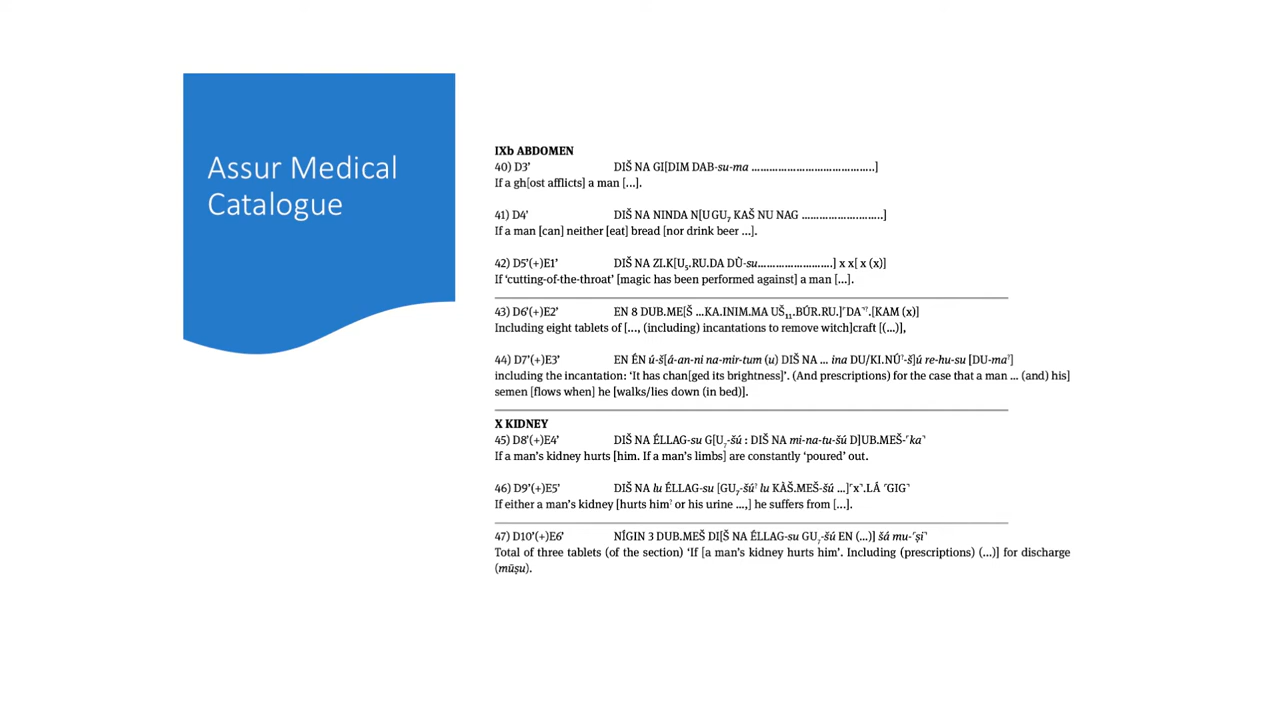 Assur Medical
Catalogue
IXb ABDOMEN
40) D3’ DIŠ NA GI[DIM DAB-su-ma ……………………………………..]
If a gh[ost afflicts] a man […].
41) D4’ DIŠ NA NINDA N[U GU₇ KAŠ NU NAG ………………………..]
If a man [can] neither [eat] bread [nor drink beer …].
42) D5’(+)E1’ DIŠ NA ZI.K[U₅.RU.DA DÙ-su…………………….] x x[ x (x)]
If ‘cutting-of-the-throat’ [magic has been performed against] a man […].
43) D6’(+)E2’ EN 8 DUB.ME[Š …KA.INIM.MA UŠ₁₁.BÚR.RU.]⸢DA⸣?.[KAM (x)]
Including eight tablets of […, (including) incantations to remove witch]craft [(…)],
44) D7’(+)E3’ EN ÉN ú-š[á-an-ni na-mir-tum (u) DIŠ NA … ina DU/KI.NÚ?-š]ú re-hu-su [DU-ma?]
including the incantation: ‘It has chan[ged its brightness]’. (And prescriptions) for the case that a man … (and) his]
semen [flows when] he [walks/lies down (in bed)].
X KIDNEY
45) D8’(+)E4’ DIŠ NA ÉLLAG-su G[U₇-šú : DIŠ NA mi-na-tu-šú D]UB.MEŠ-⸢ka⸣
If a man’s kidney hurts [him. If a man’s limbs] are constantly ‘poured’ out.
46) D9’(+)E5’ DIŠ NA lu ÉLLAG-su [GU₇-šú? lu KÀŠ.MEŠ-šú …]⸢x⸣.LÁ ⸢GIG⸣
If either a man’s kidney [hurts him? or his urine …,] he suffers from […].
47) D10’(+)E6’ NÍGIN 3 DUB.MEŠ DI[Š NA ÉLLAG-su GU₇-šú EN (…)] šá mu-⸢ṣi⸣
Total of three tablets (of the section) ‘If [a man’s kidney hurts him’. Including (prescriptions) (…)] for discharge
(mūṣu).